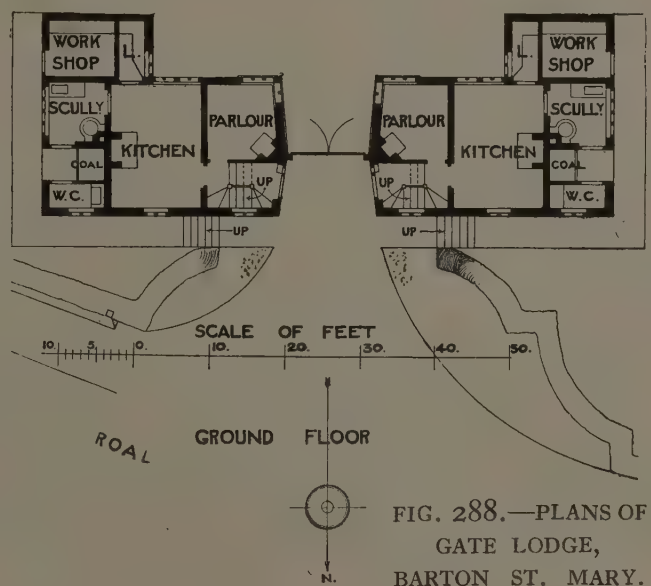 WORK
SHOP
L.
L.
WORK
SHOP
SCULLY
PARLOUR
PARLOUR
SCULLY
KITCHEN
KITCHEN
COAL
COAL
UP
UP
W.C.
W.C.
UP
UP
SCALE OF FEET
10. 5. 0. 10. 20. 30. 40. 50.
ROAL
GROUND FLOOR
N.
FIG. 288.—PLANS OF
GATE LODGE,
BARTON ST. MARY.